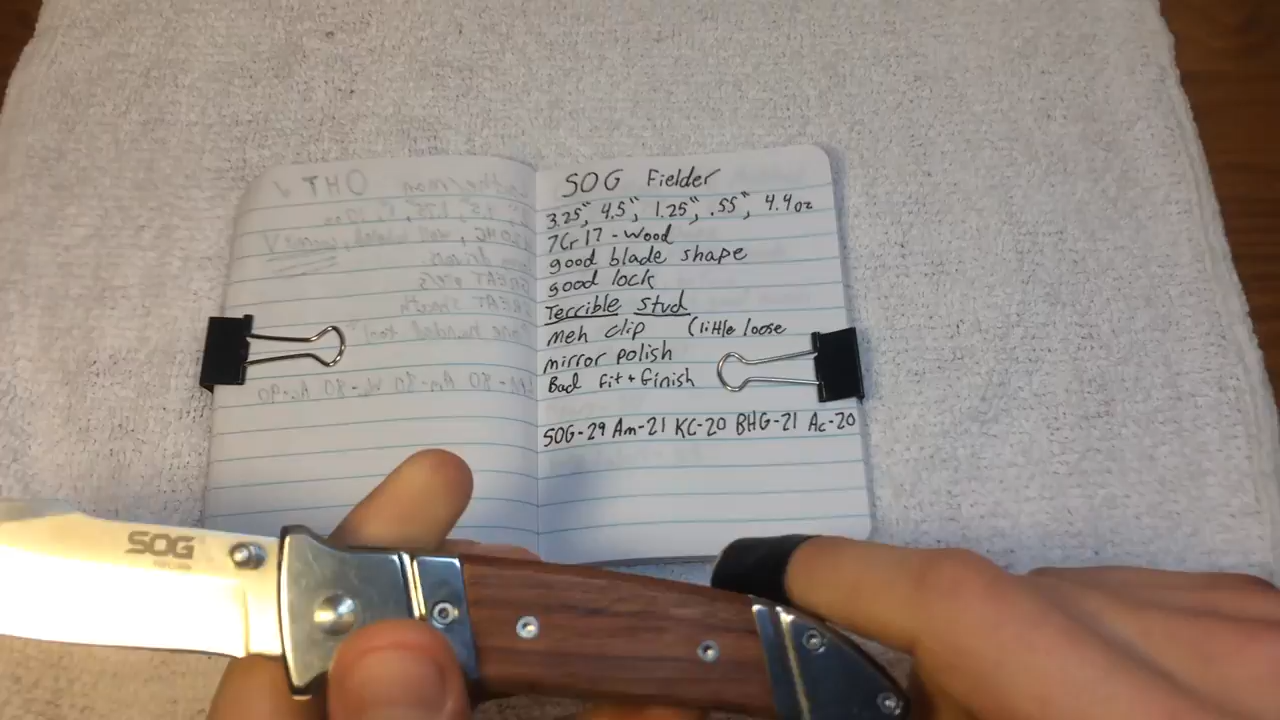 SOG Fielder
3.25", 4.5", 1.25", .55", 4.4oz
7Cr17-Wood
good blade shape
good lock
Terrible stud
meh clip (little loose
mirror polish
Bad fit + finish
SOG-29 Am-21 KC-20 BHG-21 Ac-20
SOG